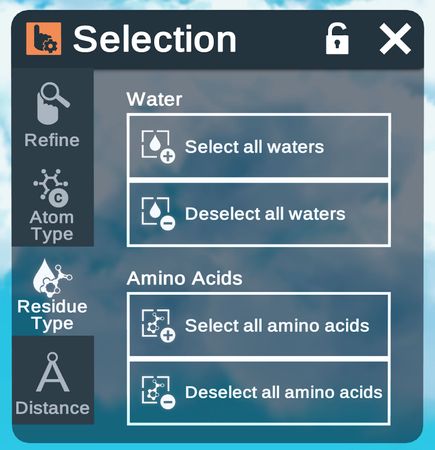 Selection
Refine
Atom
Type
Residue
Type
Distance
Water
Select all waters
Deselect all waters
Amino Acids
Select all amino acids
Deselect all amino acids